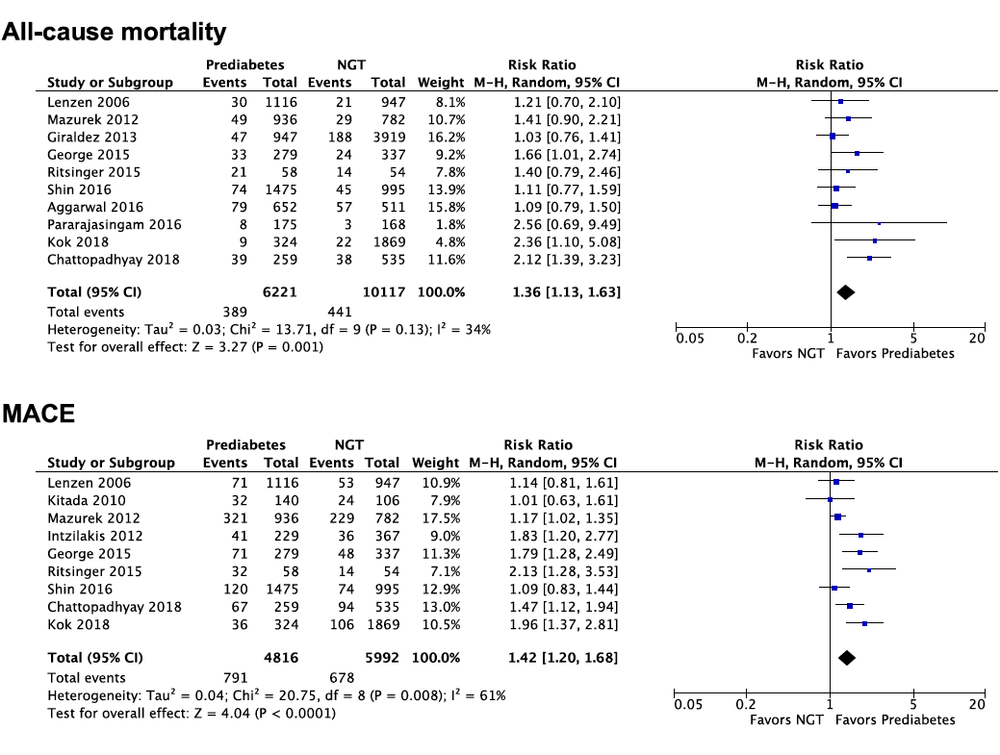 All-cause mortality
Prediabetes NGT Risk Ratio Risk Ratio
Study or Subgroup Events Total Events Total Weight M-H, Random, 95% CI M-H, Random, 95% CI
Lenzen 2006 30 1116 21 947 8.1% 1.21 [0.70, 2.10]
Mazurek 2012 49 936 29 782 10.7% 1.41 [0.90, 2.21]
Giraldez 2013 47 947 188 3919 16.2% 1.03 [0.76, 1.41]
George 2015 33 279 24 337 9.2% 1.66 [1.01, 2.74]
Ritsinger 2015 21 58 14 54 7.8% 1.40 [0.79, 2.46]
Shin 2016 74 1475 45 995 13.9% 1.11 [0.77, 1.59]
Aggarwal 2016 79 652 57 511 15.8% 1.09 [0.79, 1.50]
Pararajasingam 2016 8 175 3 168 1.8% 2.56 [0.69, 9.49]
Kok 2018 9 324 22 1869 4.8% 2.36 [1.10, 5.08]
Chattopadhyay 2018 39 259 38 535 11.6% 2.12 [1.39, 3.23]
Total (95% CI) 6221 10117 100.0% 1.36 [1.13, 1.63]
Total events 389 441
Heterogeneity: Tau² = 0.03; Chi² = 13.71, df = 9 (P = 0.13); I² = 34%
Test for overall effect: Z = 3.27 (P = 0.001)
0.05 0.2 1 5 20
Favors NGT Favors Prediabetes
MACE
Prediabetes NGT Risk Ratio Risk Ratio
Study or Subgroup Events Total Events Total Weight M-H, Random, 95% CI M-H, Random, 95% CI
Lenzen 2006 71 1116 53 947 10.9% 1.14 [0.81, 1.61]
Kitada 2010 32 140 24 106 7.9% 1.01 [0.63, 1.61]
Mazurek 2012 321 936 229 782 17.5% 1.17 [1.02, 1.35]
Intzilakis 2012 41 229 36 367 9.0% 1.83 [1.20, 2.77]
George 2015 71 279 48 337 11.3% 1.79 [1.28, 2.49]
Ritsinger 2015 32 58 14 54 7.1% 2.13 [1.28, 3.53]
Shin 2016 120 1475 74 995 12.9% 1.09 [0.83, 1.44]
Chattopadhyay 2018 67 259 94 535 13.0% 1.47 [1.12, 1.94]
Kok 2018 36 324 106 1869 10.5% 1.96 [1.37, 2.81]
Total (95% CI) 4816 5992 100.0% 1.42 [1.20, 1.68]
Total events 791 678
Heterogeneity: Tau² = 0.04; Chi² = 20.75, df = 8 (P = 0.008); I² = 61%
Test for overall effect: Z = 4.04 (P < 0.0001)
0.05 0.2 1 5 20
Favors NGT Favors Prediabetes